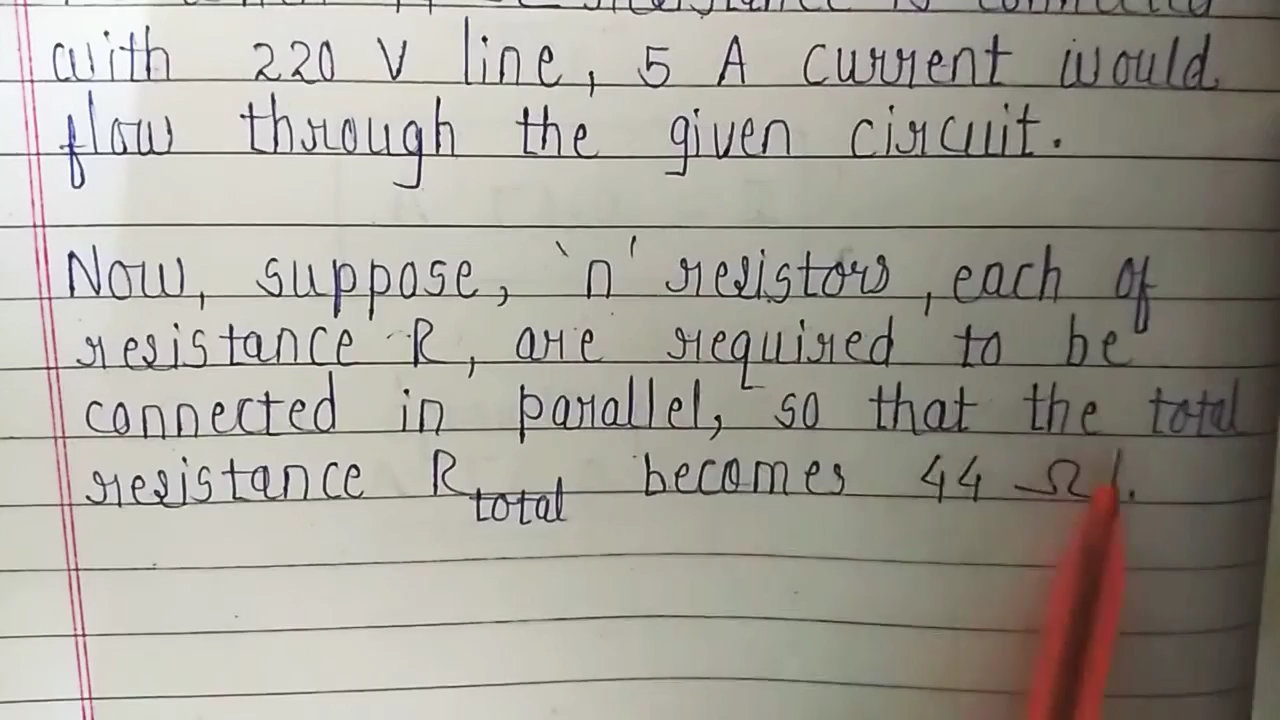 with 220 V line, 5 A current would
flow through the given circuit.
Now, suppose, 'n' resistors, each of
resistance R, are required to be
connected in parallel, so that the total
resistance R total becomes 44 Ω.